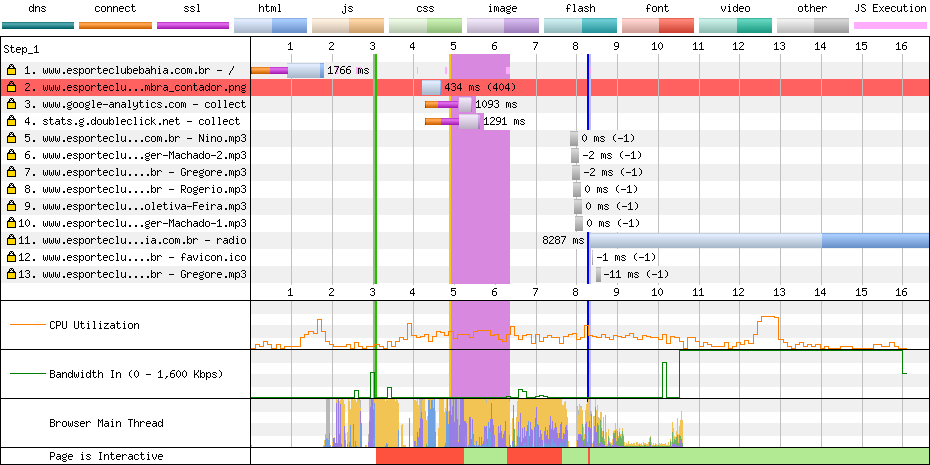 dns connect ssl html js css image flash font video other JS Execution
Step_1 1 2 3 4 5 6 7 8 9 10 11 12 13 14 15 16
1. www.esporteclubebahia.com.br - / 1766 ms
2. www.esporteclu...mbra_contador.png 434 ms (404)
3. www.google-analytics.com - collect 1093 ms
4. stats.g.doubleclick.net - collect 1291 ms
5. www.esporteclu...com.br - Nino.mp3 0 ms (-1)
6. www.esporteclu...ger-Machado-2.mp3 -2 ms (-1)
7. www.esporteclu....br - Gregore.mp3 -2 ms (-1)
8. www.esporteclu....br - Rogerio.mp3 0 ms (-1)
9. www.esporteclu...oletiva-Feira.mp3 0 ms (-1)
10. www.esporteclu...ger-Machado-1.mp3 0 ms (-1)
11. www.esporteclu...ia.com.br - radio 8287 ms
12. www.esporteclu....br - favicon.ico -1 ms (-1)
13. www.esporteclu....br - Gregore.mp3 -11 ms (-1)
1 2 3 4 5 6 7 8 9 10 11 12 13 14 15 16
CPU Utilization
Bandwidth In (0 - 1,600 Kbps)
Browser Main Thread
Page is Interactive